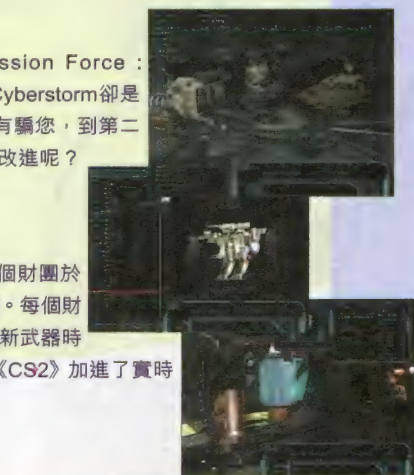 ssion Force :
Cyberstorm卻是
有騙您，到第二
改進呢？
個財團於
。每個財
新武器時
《CS2》加進了實時